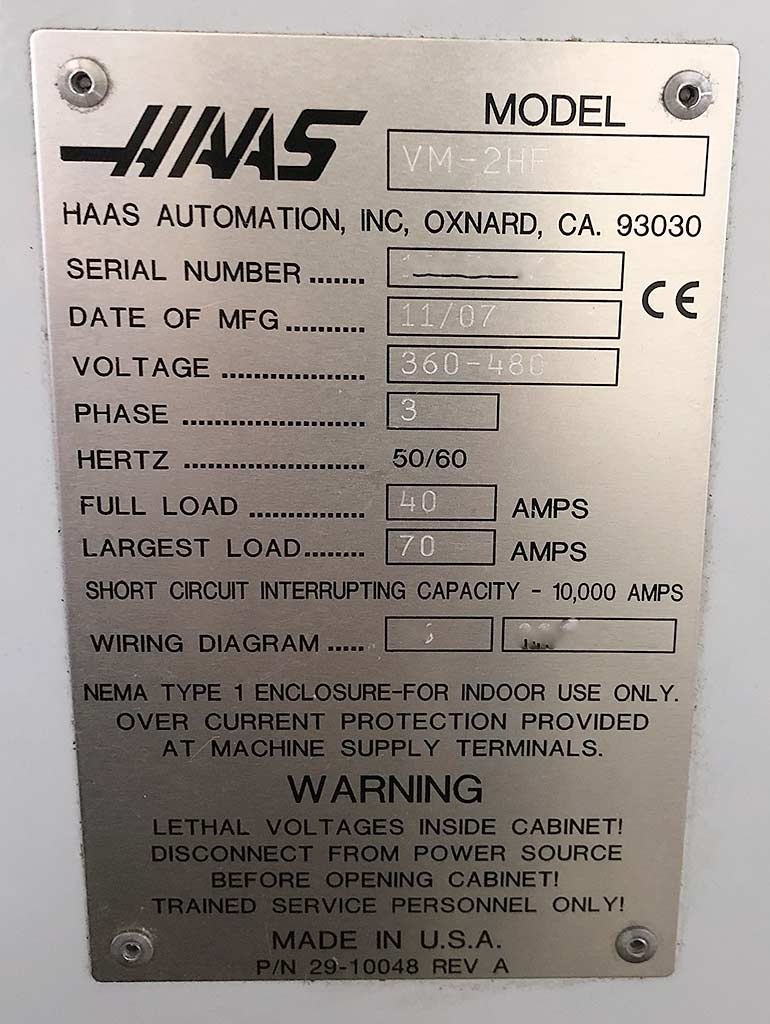 HAAS
MODEL
VM-2HF
HAAS AUTOMATION, INC, OXNARD, CA. 93030
SERIAL NUMBER .......
CE
DATE OF MFG .......... 11/07
VOLTAGE ................. 360-480
PHASE ..................... 3
HERTZ ..................... 50/60
FULL LOAD .............. 40 AMPS
LARGEST LOAD........ 70 AMPS
SHORT CIRCUIT INTERRUPTING CAPACITY - 10,000 AMPS
WIRING DIAGRAM .....
NEMA TYPE 1 ENCLOSURE-FOR INDOOR USE ONLY.
OVER CURRENT PROTECTION PROVIDED
AT MACHINE SUPPLY TERMINALS.
WARNING
LETHAL VOLTAGES INSIDE CABINET!
DISCONNECT FROM POWER SOURCE
BEFORE OPENING CABINET!
TRAINED SERVICE PERSONNEL ONLY!
MADE IN U.S.A.
P/N 29-10048 REV A